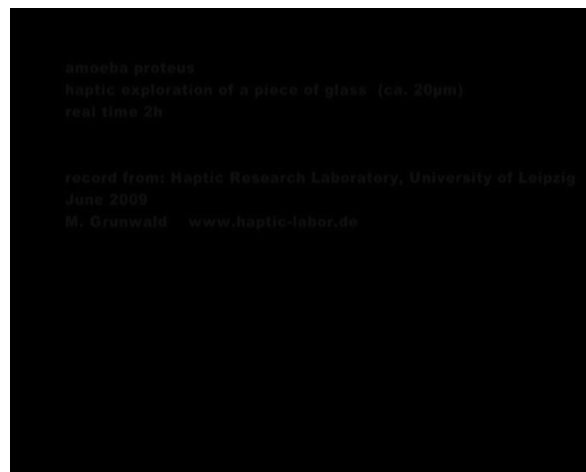 amoeba proteus
haptic exploration of a piece of glass (ca. 20µm)
real time 2h
record from: Haptic Research Laboratory, University of Leipzig
June 2009
M. Grunwald www.haptic-labor.de